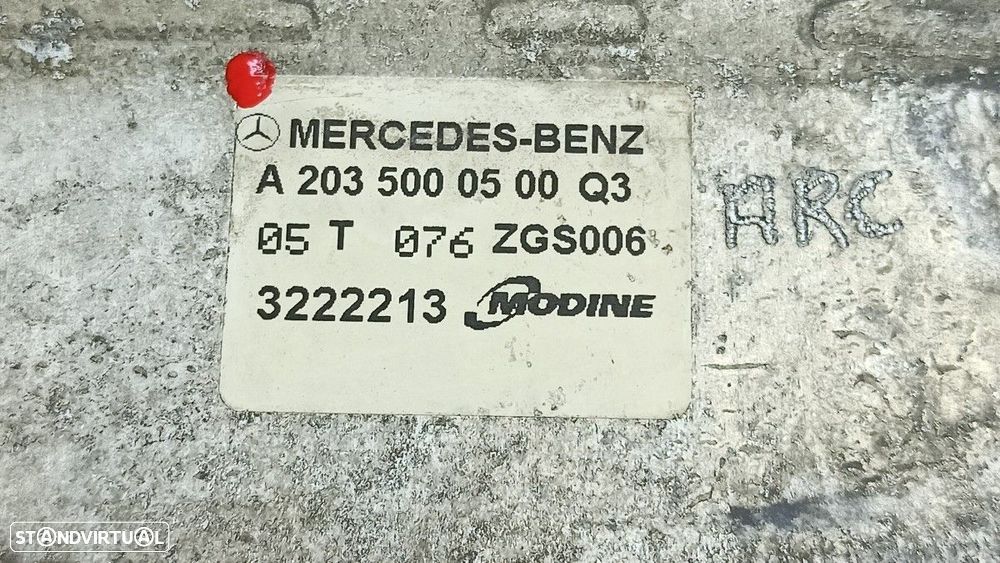 MERCEDES-BENZ
A 203 500 05 00 Q3
05 T 076 ZGS006
3222213 MODINE
ARC
STANDVIRTUAL